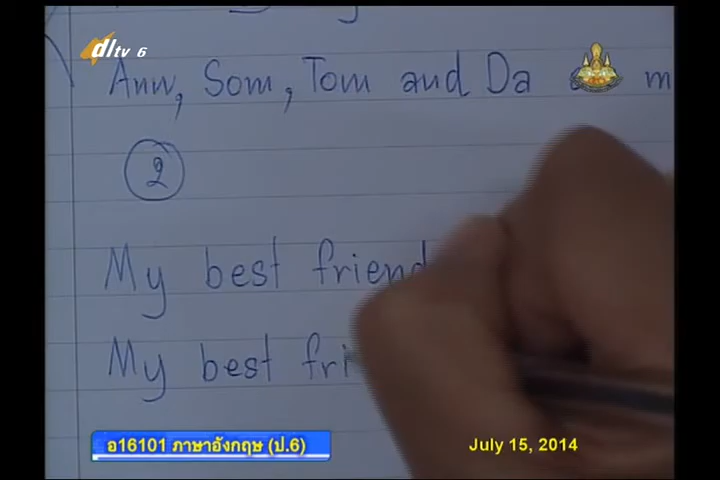 dltv 6
Ann, Som, Tom and Da m
2
My best friend
My best fri
อ16101 ภาษาอังกฤษ (ป.6)
July 15, 2014